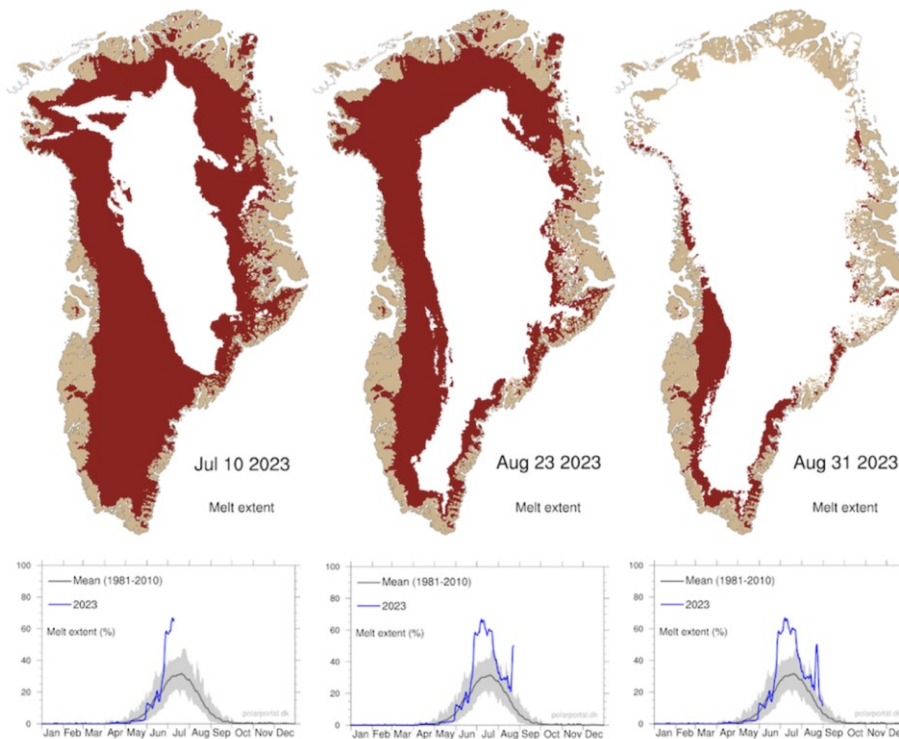 Jul 10 2023
Melt extent
Aug 23 2023
Melt extent
Aug 31 2023
Melt extent
100
80
60
40
20
0
Mean (1981-2010)
2023
Melt extent (%)
polarportal.dk
Jan Feb Mar Apr May Jun Jul Aug Sep Oct Nov Dec
100
80
60
40
20
0
Mean (1981-2010)
2023
Melt extent (%)
polarportal.dk
Jan Feb Mar Apr May Jun Jul Aug Sep Oct Nov Dec
100
80
60
40
20
0
Mean (1981-2010)
2023
Melt extent (%)
polarportal.dk
Jan Feb Mar Apr May Jun Jul Aug Sep Oct Nov Dec